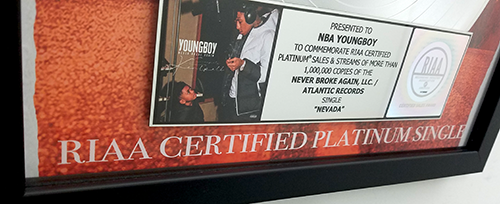 YOUNGBOY
PRESENTED TO
NBA YOUNGBOY
TO COMMEMORATE RIAA CERTIFIED
PLATINUM® SALES & STREAMS OF MORE THAN
1,000,000 COPIES OF THE
NEVER BROKE AGAIN, LLC. /
ATLANTIC RECORDS
SINGLE
"NEVADA"
RIAA
RIAA CERTIFIED PLATINUM SINGLE